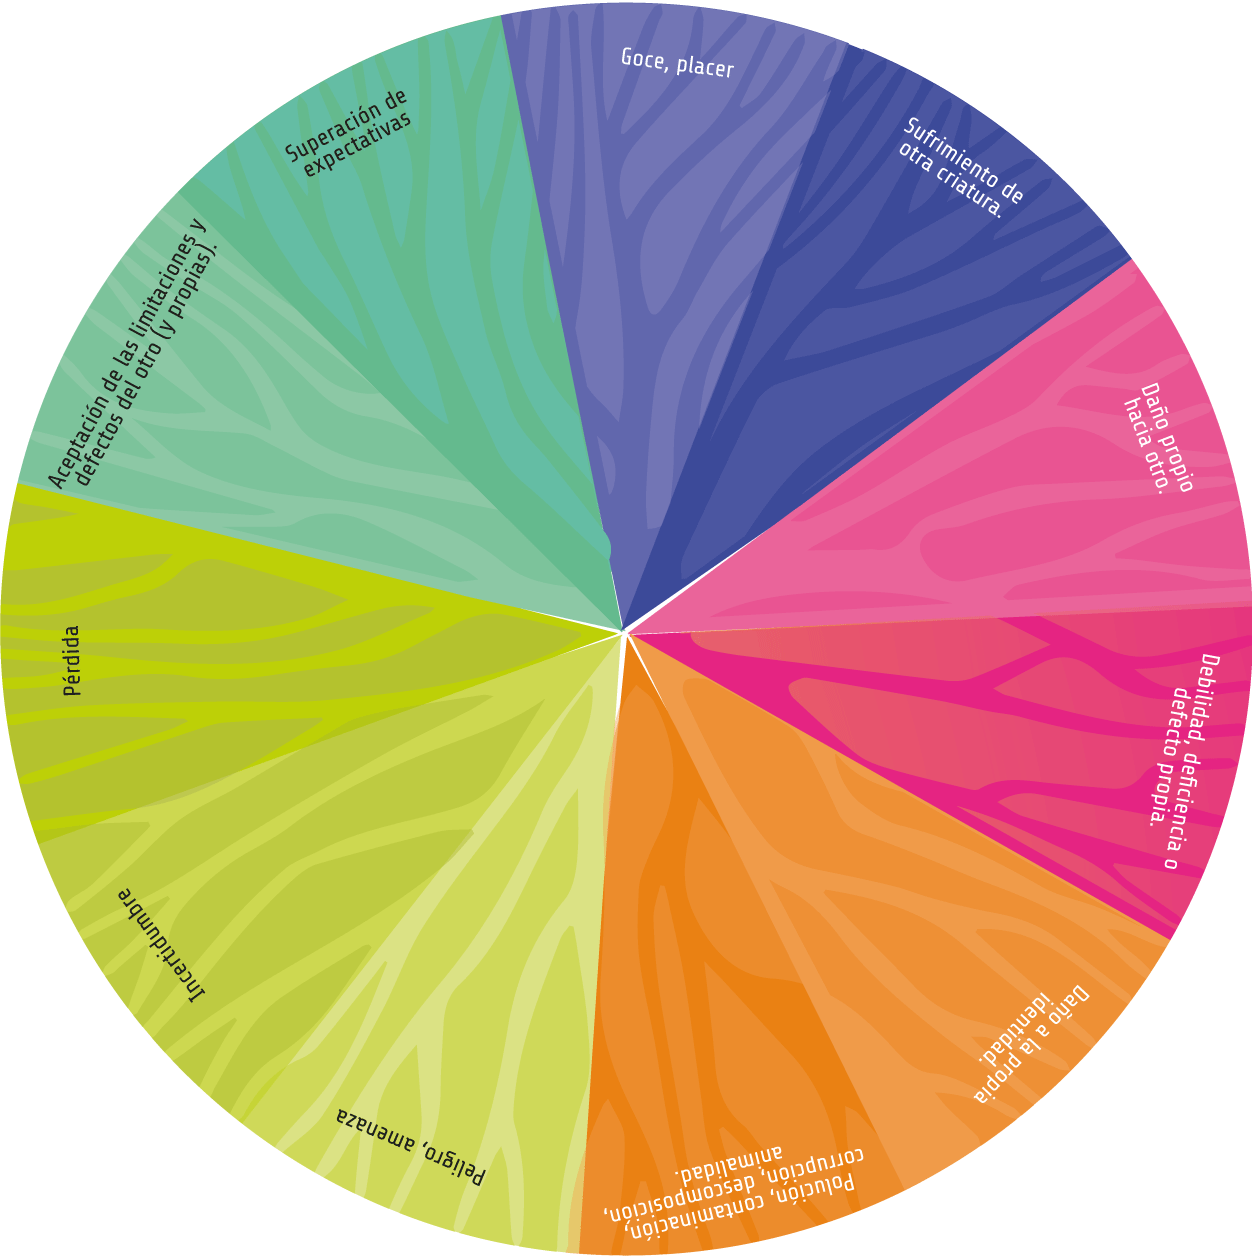 Goce, placer
Sufrimiento de
otra criatura.
Daño propio
hacia otro.
Debilidad, deficiencia o
defecto propia.
Daño a la propia
identidad.
Polución, contaminación,
corrupción, descomposición,
animalidad.
Peligro, amenaza
Incertidumbre
Pérdida
Aceptación de las limitaciones y
defectos del otro (y propias).
Superación de
expectativas